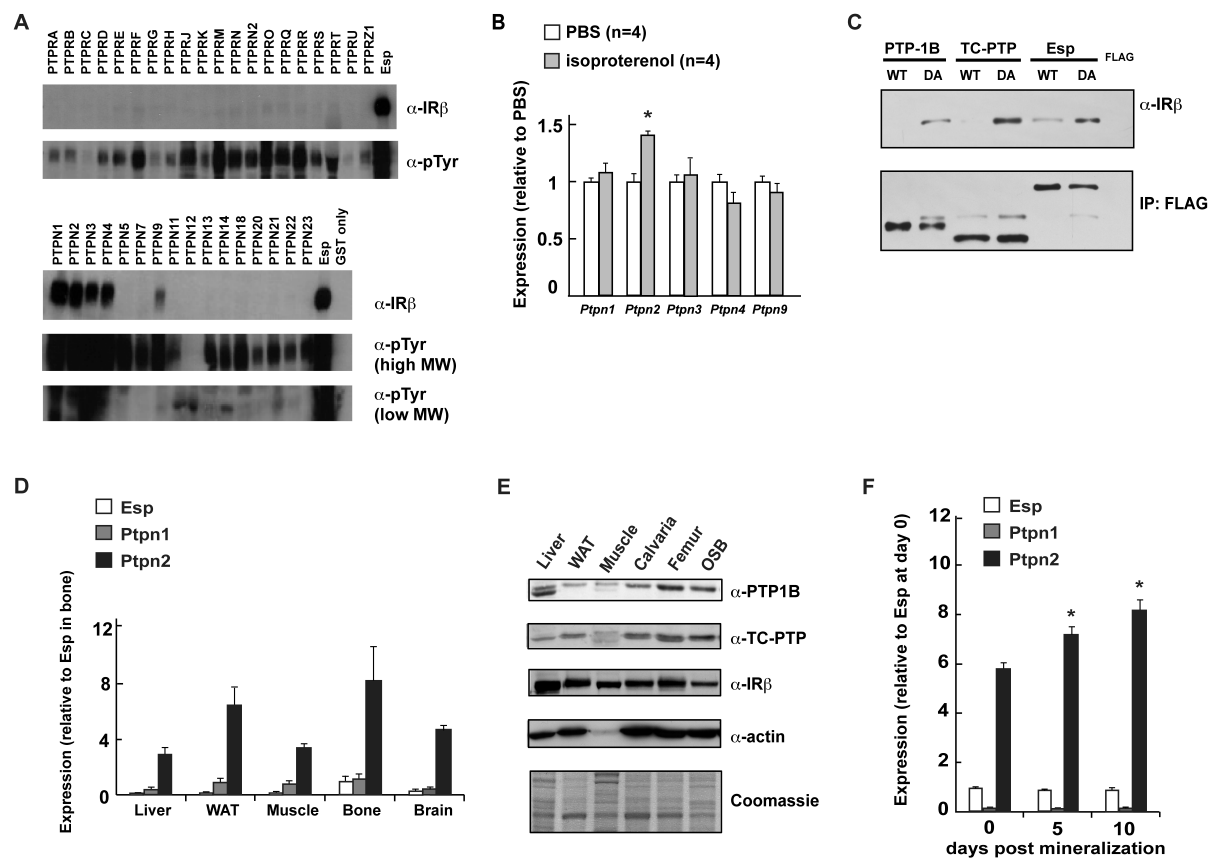 A
PTPRA PTPRB PTPRC PTPRD PTPRE PTPRF PTPRG PTPRH PTPRJ PTPRK PTPRM PTPRN PTPRN2 PTPRO PTPRQ PTPRR PTPRS PTPRT PTPRU PTPRZ1 Esp
α-IRβ
α-pTyr
PTPN1 PTPN2 PTPN3 PTPN4 PTPN5 PTPN7 PTPN9 PTPN11 PTPN12 PTPN13 PTPN14 PTPN18 PTPN20 PTPN21 PTPN22 PTPN23 Esp GST only
α-IRβ
α-pTyr
(high MW)
α-pTyr
(low MW)
B
PBS (n=4)
isoproterenol (n=4)
Expression (relative to PBS)
1.5
1
0.5
0
*
Ptpn1 Ptpn2 Ptpn3 Ptpn4 Ptpn9
C
PTP-1B TC-PTP Esp FLAG
WT DA WT DA WT DA
α-IRβ
IP: FLAG
D
Esp
Ptpn1
Ptpn2
Expression (relative to Esp in bone)
12
8
4
0
Liver WAT Muscle Bone Brain
E
Liver WAT Muscle Calvaria Femur OSB
α-PTP1B
α-TC-PTP
α-IRβ
α-actin
Coomassie
F
Esp
Ptpn1
Ptpn2
Expression (relative to Esp at day 0)
12
10
8
6
4
2
0
* *
0 5 10
days post mineralization